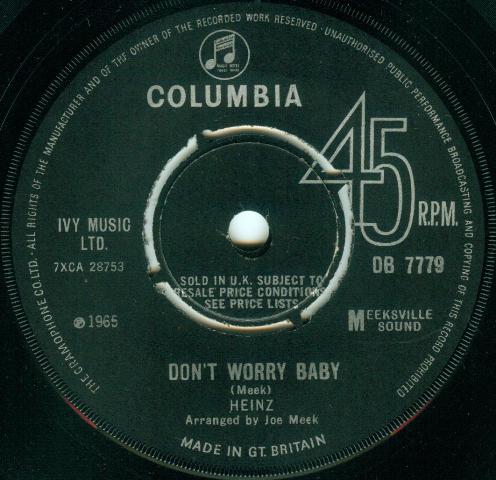 THE GRAMOPHONE CO. LTD. · ALL RIGHTS OF THE MANUFACTURER AND OF THE OWNER OF THE RECORDED WORK RESERVED · UNAUTHORISED PUBLIC PERFORMANCE BROADCASTING AND COPYING OF THIS RECORD PROHIBITED
COLUMBIA
45 R.P.M.
IVY MUSIC
LTD.
7XCA 28753
DB 7779
SOLD IN U.K. SUBJECT TO
RESALE PRICE CONDITIONS
SEE PRICE LISTS
℗ 1965
MEEKSVILLE
SOUND
DON'T WORRY BABY
(Meek)
HEINZ
Arranged by Joe Meek
MADE IN GT. BRITAIN